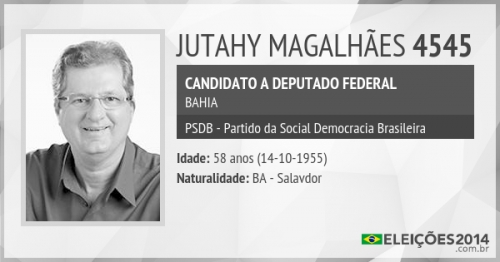 JUTAHY MAGALHÃES 4545
CANDIDATO A DEPUTADO FEDERAL
BAHIA
PSDB - Partido da Social Democracia Brasileira
Idade: 58 anos (14-10-1955)
Naturalidade: BA - Salavdor
ELEIÇÕES2014
.com.br